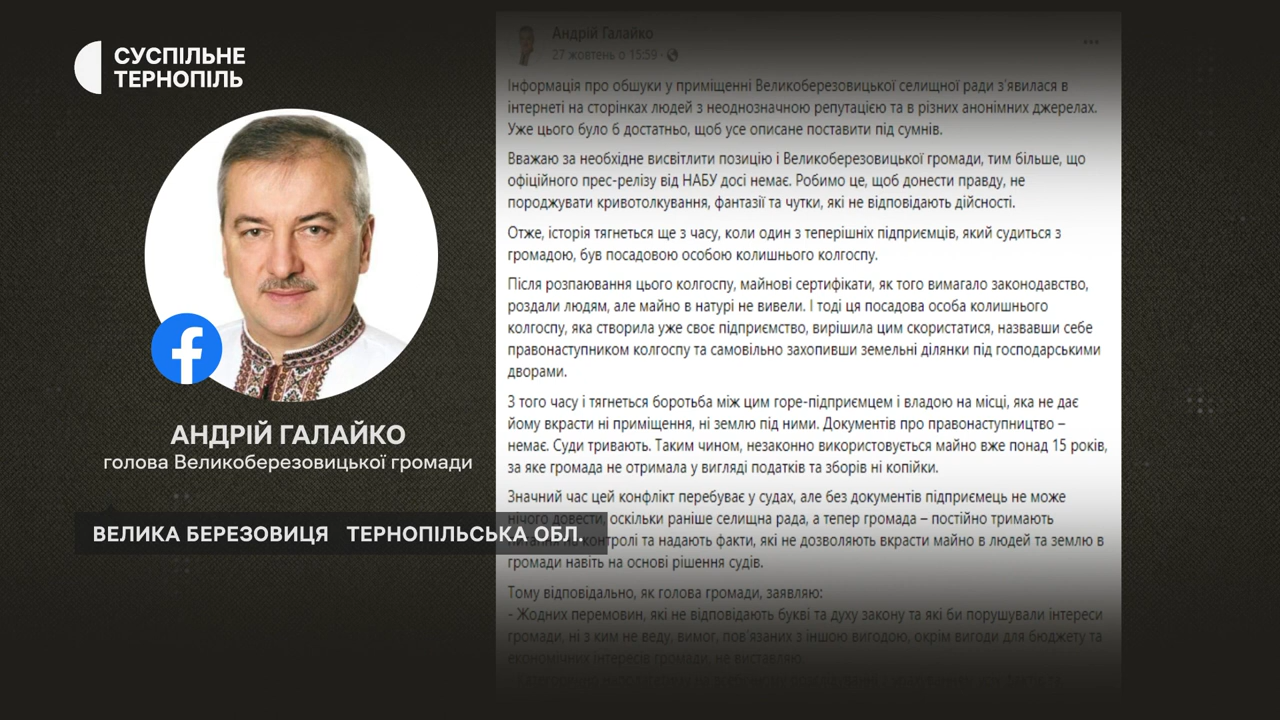 СУСПІЛЬНЕ
ТЕРНОПІЛЬ
АНДРІЙ ГАЛАЙКО
голова Великоберезовицької громади
ВЕЛИКА БЕРЕЗОВИЦЯ ТЕРНОПІЛЬСЬКА ОБЛ.
Андрій Галайко
27 жовтень о 15:59
Інформація про обшуки у приміщенні Великоберезовицької селищної ради з'явилася в
інтернеті на сторінках людей з неоднозначною репутацією та в різних анонімних джерелах.
Уже цього було б достатньо, щоб усе описане поставити під сумнів.
Вважаю за необхідне висвітлити позицію і Великоберезовицької громади, тим більше, що
офіційного прес-релізу від НАБУ досі немає. Робимо це, щоб донести правду, не
породжувати кривотолкування, фантазії та чутки, які не відповідають дійсності.
Отже, історія тягнеться ще з часу, коли один з теперішніх підприємців, який судиться з
громадою, був посадовою особою колишнього колгоспу.
Після розпаювання цього колгоспу, майнові сертифікати, як того вимагало законодавство,
роздали людям, але майно в натурі не вивели. І тоді ця посадова особа колишнього
колгоспу, яка створила уже своє підприємство, вирішила цим скористатися, назвавши себе
правонаступником колгоспу та самовільно захопивши земельні ділянки під господарськими
дворами.
З того часу і тягнеться боротьба між цим горе-підприємцем і владою на місці, яка не дає
йому вкрасти ні приміщення, ні землю під ними. Документів про правонаступництво –
немає. Суди тривають. Таким чином, незаконно використовується майно вже понад 15 років,
за яке громада не отримала у вигляді податків та зборів ні копійки.
Значний час цей конфлікт перебуває у судах, але без документів підприємець не може
нічого довести, оскільки раніше селищна рада, а тепер громада – постійно тримають
контролі та надають факти, які не дозволяють вкрасти майно в людей та землю в
громади навіть на основі рішення судів.
Тому відповідально, як голова громади, заявляю:
- Жодних перемовин, які не відповідають букві та духу закону та які би порушували інтереси
громади, ні з ким не веду, вимог, пов'язаних з іншою вигодою, окрім вигоди для бюджету та
економічних інтересів громади, не виставляю.